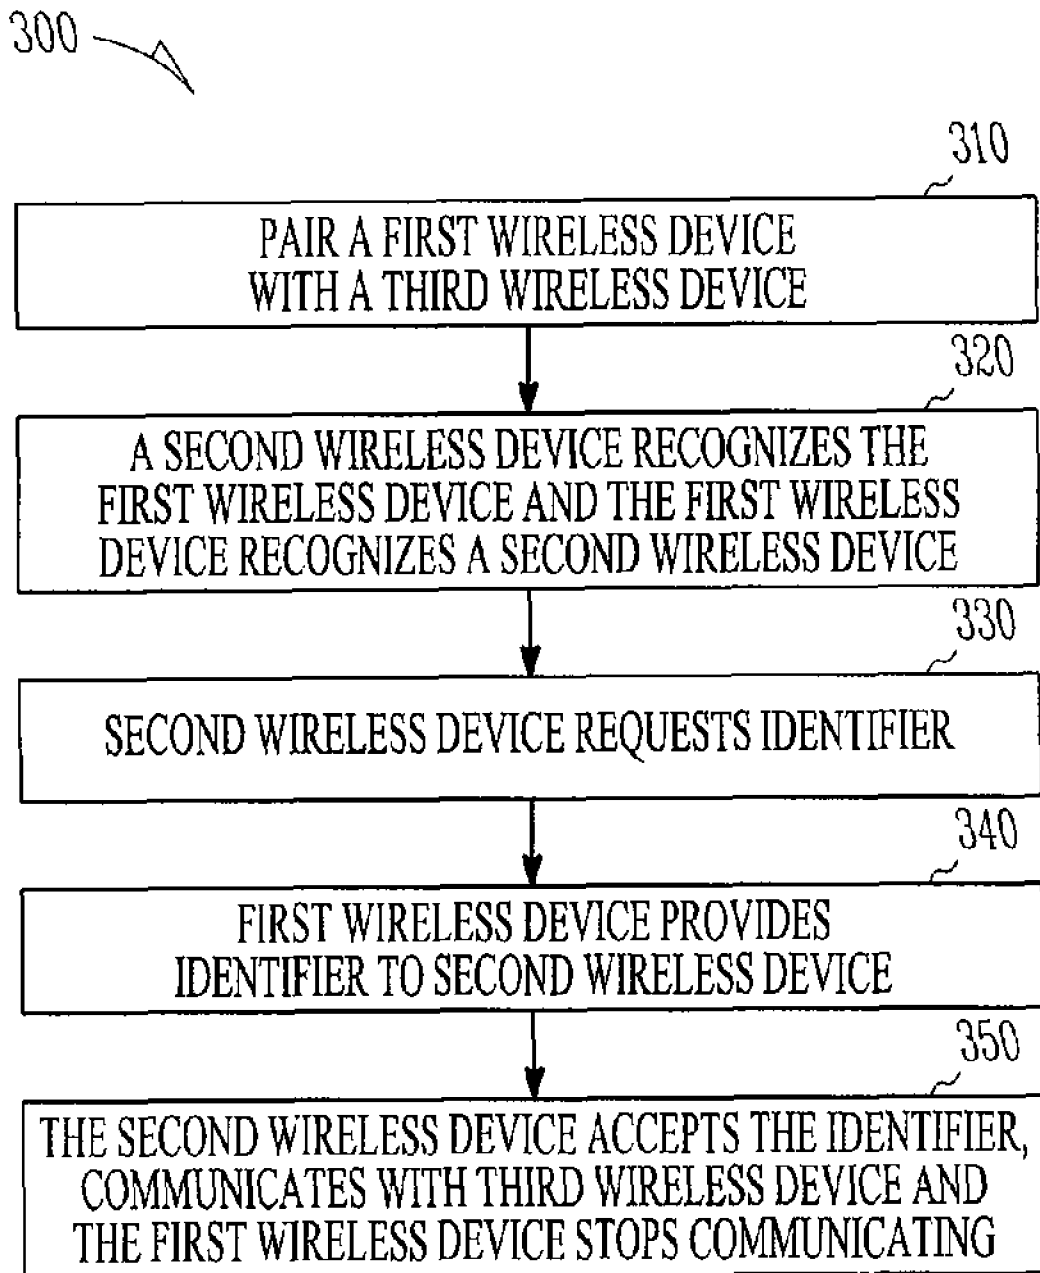 300
310
PAIR A FIRST WIRELESS DEVICE
WITH A THIRD WIRELESS DEVICE
320
A SECOND WIRELESS DEVICE RECOGNIZES THE
FIRST WIRELESS DEVICE AND THE FIRST WIRELESS
DEVICE RECOGNIZES A SECOND WIRELESS DEVICE
330
SECOND WIRELESS DEVICE REQUESTS IDENTIFIER
340
FIRST WIRELESS DEVICE PROVIDES
IDENTIFIER TO SECOND WIRELESS DEVICE
350
THE SECOND WIRELESS DEVICE ACCEPTS THE IDENTIFIER,
COMMUNICATES WITH THIRD WIRELESS DEVICE AND
THE FIRST WIRELESS DEVICE STOPS COMMUNICATING